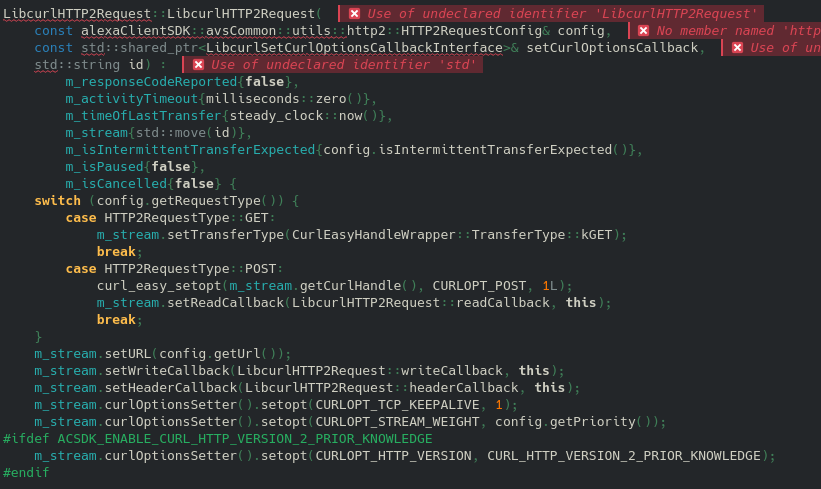 LibcurlHTTP2Request::LibcurlHTTP2Request( Use of undeclared identifier 'LibcurlHTTP2Request'
    const alexaClientSDK::avsCommon::utils::http2::HTTP2RequestConfig& config, No member named 'http
    const std::shared_ptr<LibcurlSetCurlOptionsCallbackInterface>& setCurlOptionsCallback, Use of un
    std::string id) : Use of undeclared identifier 'std'
        m_responseCodeReported{false},
        m_activityTimeout{milliseconds::zero()},
        m_timeOfLastTransfer{steady_clock::now()},
        m_stream{std::move(id)},
        m_isIntermittentTransferExpected{config.isIntermittentTransferExpected()},
        m_isPaused{false},
        m_isCancelled{false} {
    switch (config.getRequestType()) {
        case HTTP2RequestType::GET:
            m_stream.setTransferType(CurlEasyHandleWrapper::TransferType::kGET);
            break;
        case HTTP2RequestType::POST:
            curl_easy_setopt(m_stream.getCurlHandle(), CURLOPT_POST, 1L);
            m_stream.setReadCallback(LibcurlHTTP2Request::readCallback, this);
            break;
    }
    m_stream.setURL(config.getUrl());
    m_stream.setWriteCallback(LibcurlHTTP2Request::writeCallback, this);
    m_stream.setHeaderCallback(LibcurlHTTP2Request::headerCallback, this);
    m_stream.curlOptionsSetter().setopt(CURLOPT_TCP_KEEPALIVE, 1);
    m_stream.curlOptionsSetter().setopt(CURLOPT_STREAM_WEIGHT, config.getPriority());
#ifdef ACSDK_ENABLE_CURL_HTTP_VERSION_2_PRIOR_KNOWLEDGE
    m_stream.curlOptionsSetter().setopt(CURLOPT_HTTP_VERSION, CURL_HTTP_VERSION_2_PRIOR_KNOWLEDGE);
#endif